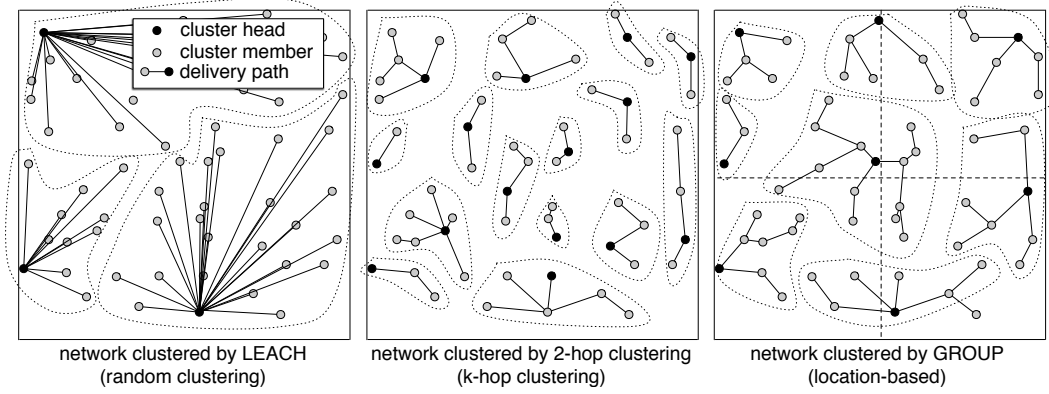 cluster head
cluster member
delivery path
network clustered by LEACH
(random clustering)
network clustered by 2-hop clustering
(k-hop clustering)
network clustered by GROUP
(location-based)